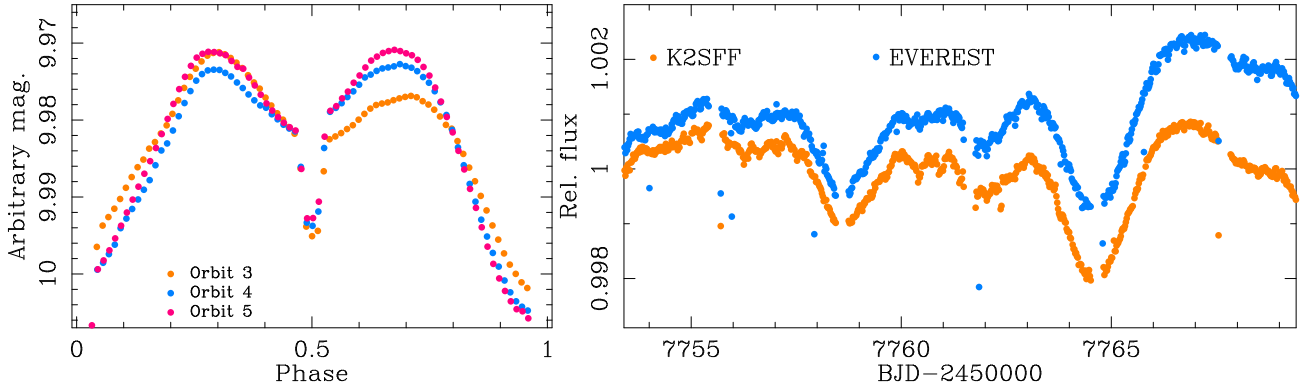 Arbitrary mag.
9.97
9.98
9.99
10
Orbit 3
Orbit 4
Orbit 5
0
0.5
1
Phase
Rel. flux
1.002
1
0.998
K2SFF
EVEREST
7755
7760
7765
BJD-2450000